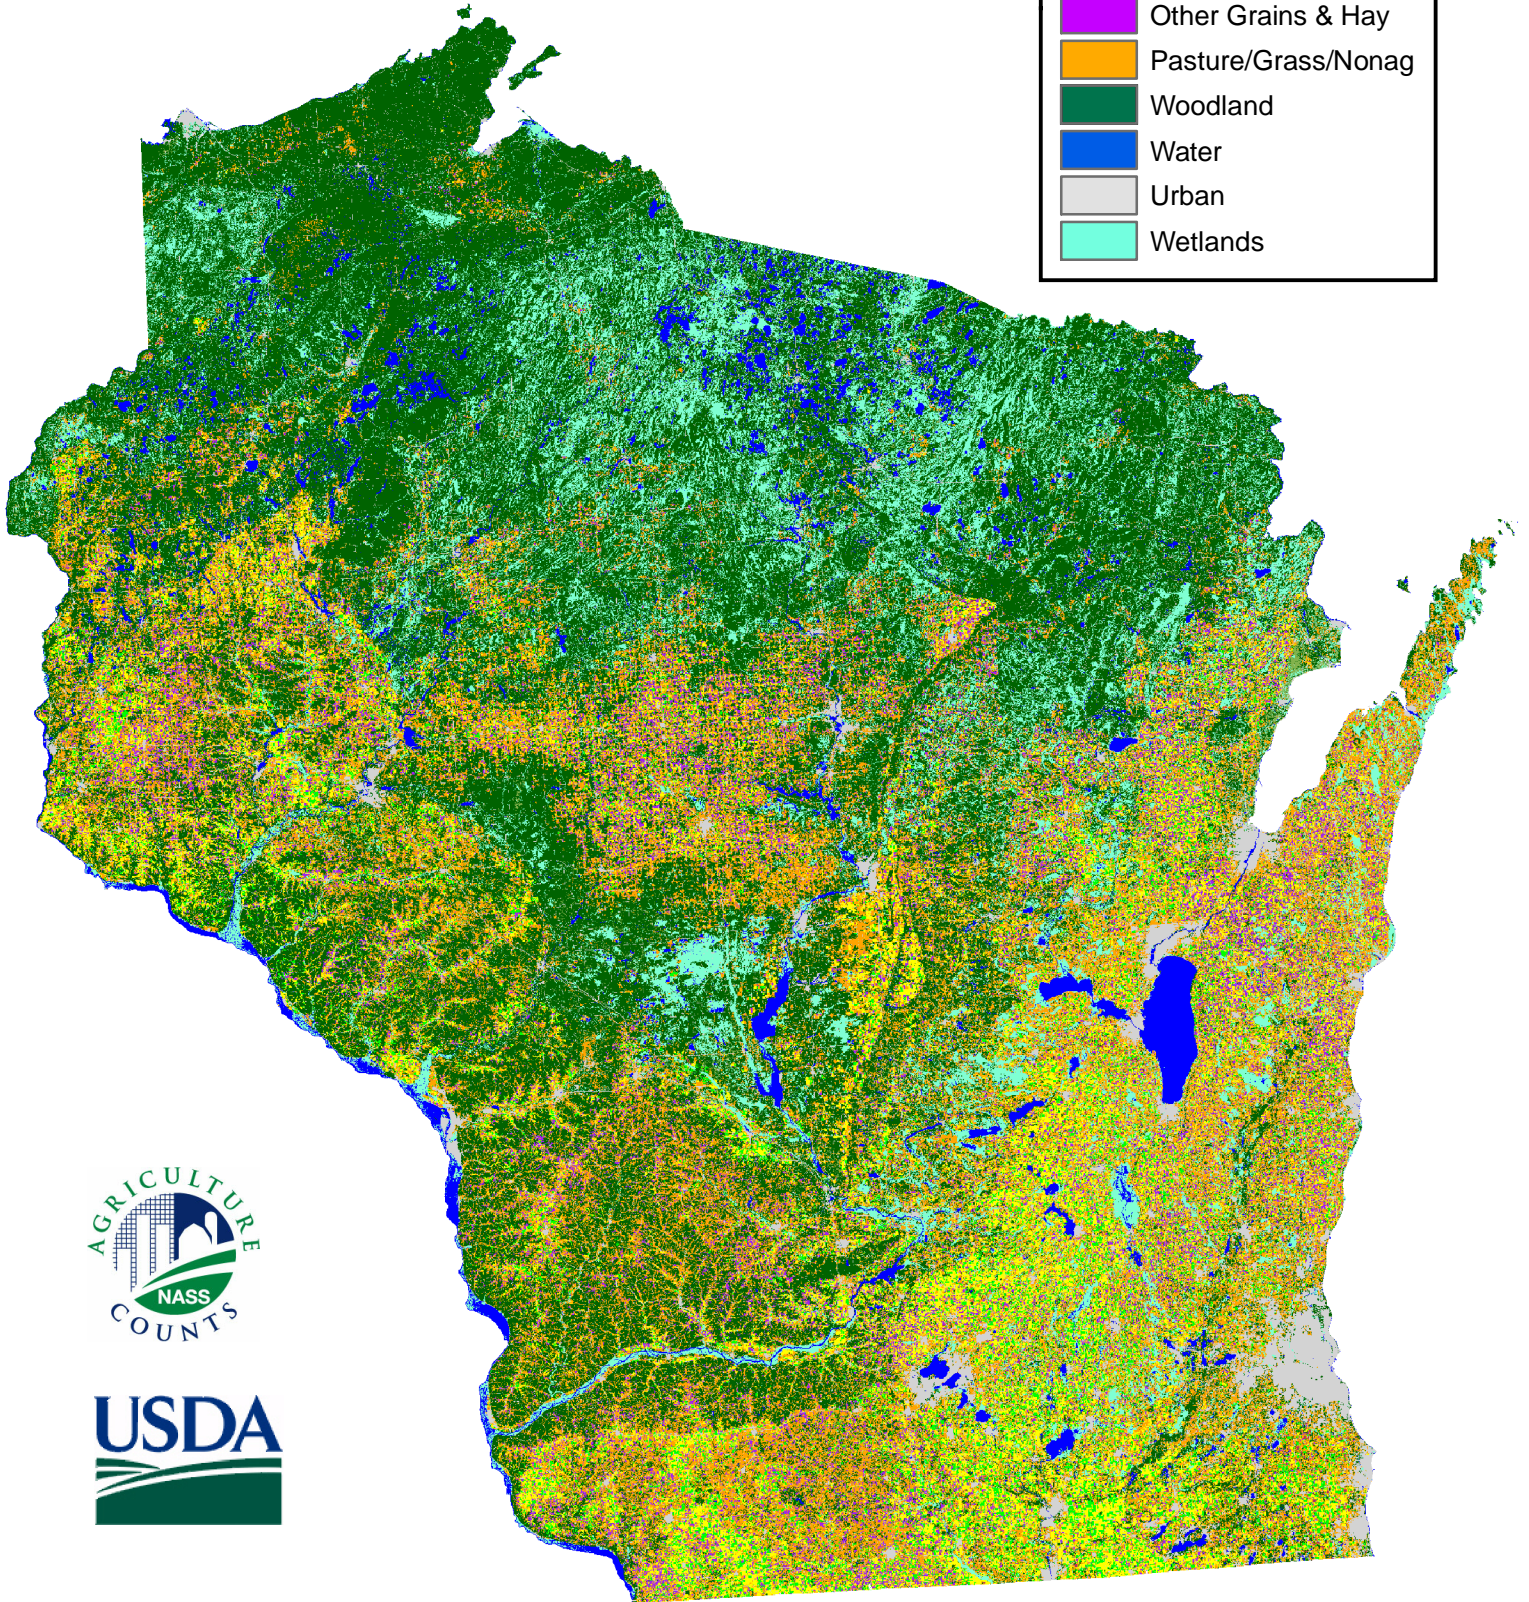 Other Grains & Hay
Pasture/Grass/Nonag
Woodland
Water
Urban
Wetlands
AGRICULTURE
NASS
COUNTS
USDA